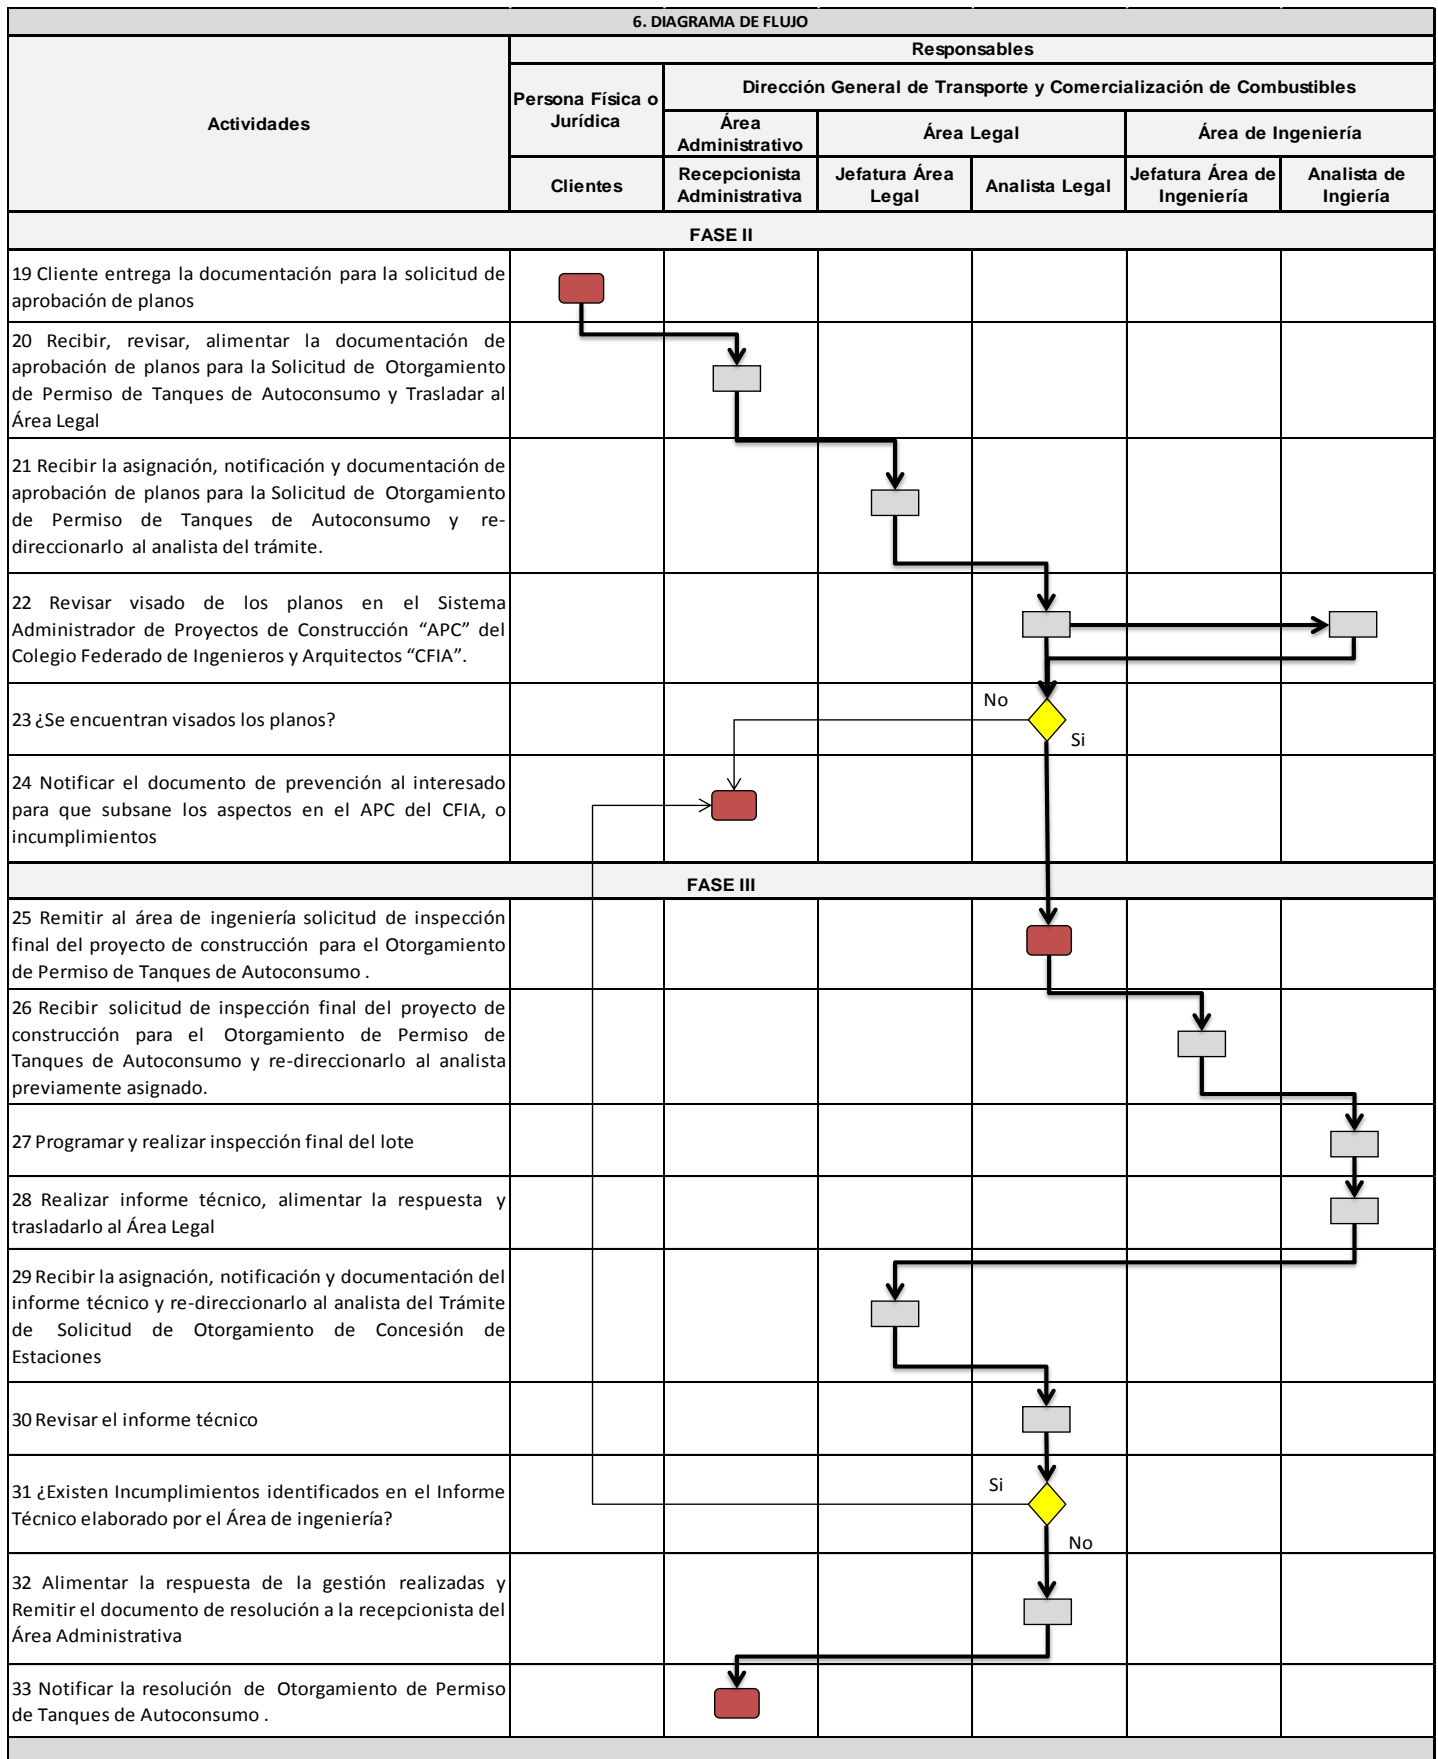 6. DIAGRAMA DE FLUJO
Actividades
Responsables
Persona Física o
Jurídica
Dirección General de Transporte y Comercialización de Combustibles
Área
Administrativo
Área Legal
Área de Ingeniería
Clientes
Recepcionista
Administrativa
Jefatura Área
Legal
Analista Legal
Jefatura Área de
Ingeniería
Analista de
Ingiería
FASE II
19 Cliente entrega la documentación para la solicitud de
aprobación de planos
20 Recibir, revisar, alimentar la documentación de
aprobación de planos para la Solicitud de Otorgamiento
de Permiso de Tanques de Autoconsumo y Trasladar al
Área Legal
21 Recibir la asignación, notificación y documentación de
aprobación de planos para la Solicitud de Otorgamiento
de Permiso de Tanques de Autoconsumo y re-
direccionarlo al analista del trámite.
22 Revisar visado de los planos en el Sistema
Administrador de Proyectos de Construcción “APC” del
Colegio Federado de Ingenieros y Arquitectos “CFIA”.
23 ¿Se encuentran visados los planos?
No
Si
24 Notificar el documento de prevención al interesado
para que subsane los aspectos en el APC del CFIA, o
incumplimientos
FASE III
25 Remitir al área de ingeniería solicitud de inspección
final del proyecto de construcción para el Otorgamiento
de Permiso de Tanques de Autoconsumo .
26 Recibir solicitud de inspección final del proyecto de
construcción para el Otorgamiento de Permiso de
Tanques de Autoconsumo y re-direccionarlo al analista
previamente asignado.
27 Programar y realizar inspección final del lote
28 Realizar informe técnico, alimentar la respuesta y
trasladarlo al Área Legal
29 Recibir la asignación, notificación y documentación del
informe técnico y re-direccionarlo al analista del Trámite
de Solicitud de Otorgamiento de Concesión de
Estaciones
30 Revisar el informe técnico
31 ¿Existen Incumplimientos identificados en el Informe
Técnico elaborado por el Área de ingeniería?
Si
No
32 Alimentar la respuesta de la gestión realizadas y
Remitir el documento de resolución a la recepcionista del
Área Administrativa
33 Notificar la resolución de Otorgamiento de Permiso
de Tanques de Autoconsumo .